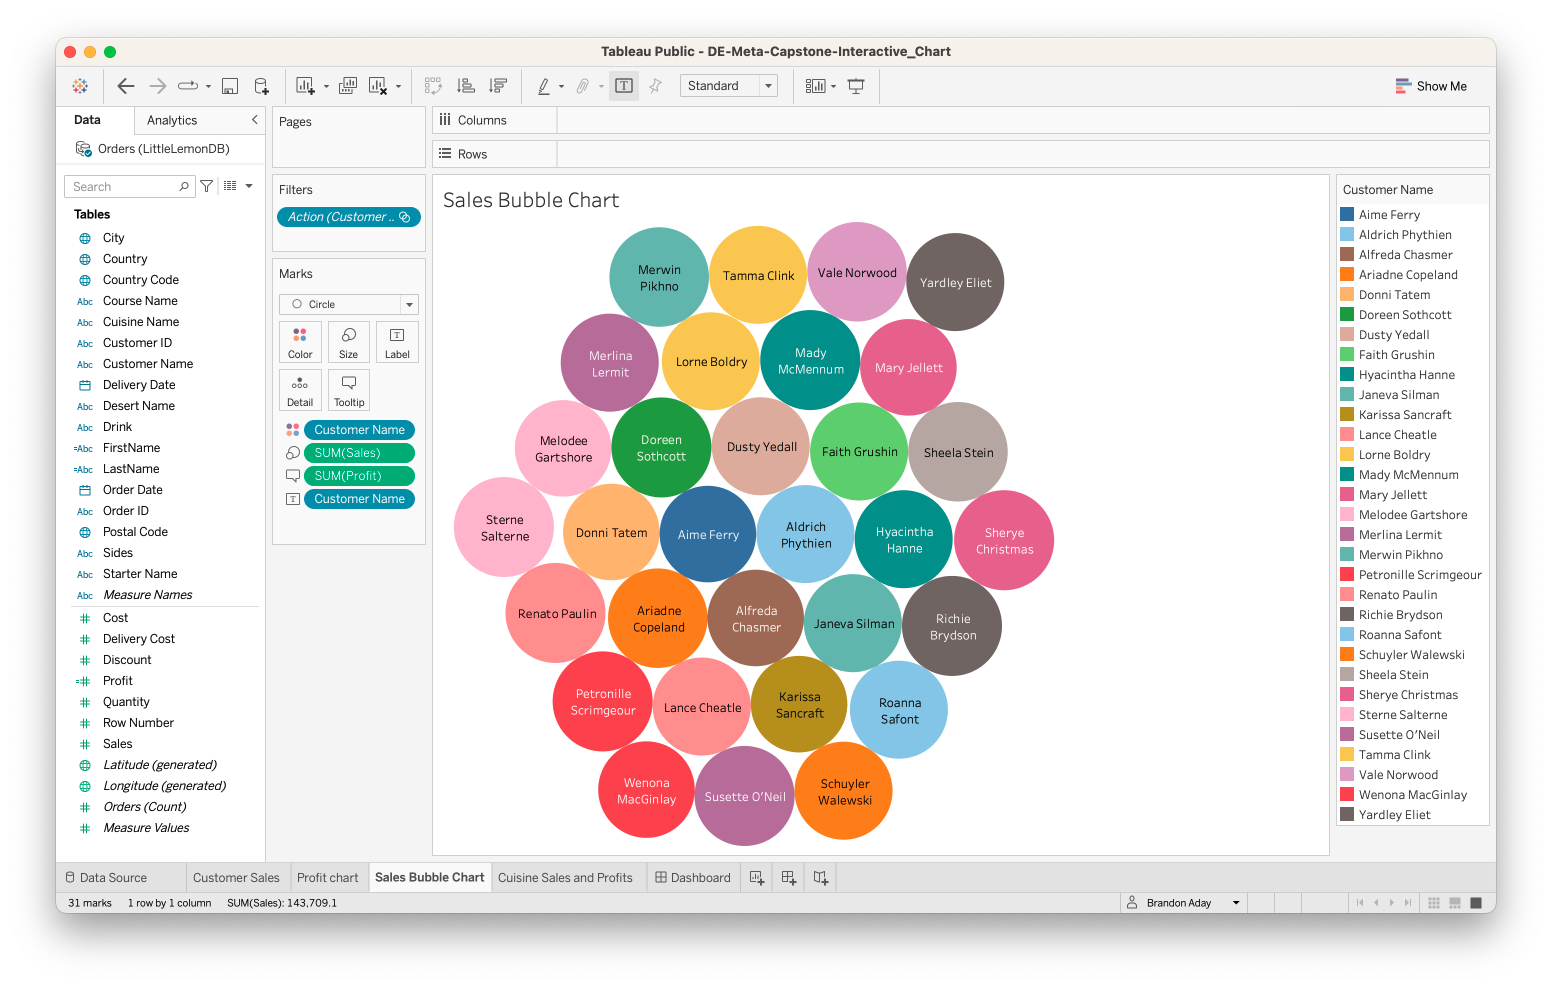 Tableau Public - DE-Meta-Capstone-Interactive_Chart
Standard
Show Me
Data
Analytics
Orders (LittleLemonDB)
Search
Tables
City
Country
Country Code
Abc Course Name
Abc Cuisine Name
Abc Customer ID
Abc Customer Name
Delivery Date
Abc Desert Name
Abc Drink
=Abc FirstName
=Abc LastName
Order Date
Abc Order ID
Postal Code
Abc Sides
Abc Starter Name
Abc Measure Names
# Cost
# Delivery Cost
# Discount
=# Profit
# Quantity
# Row Number
# Sales
Latitude (generated)
Longitude (generated)
# Orders (Count)
# Measure Values
Pages
Filters
Action (Customer ..
Marks
Circle
Color
Size
T
Label
Detail
Tooltip
Customer Name
SUM(Sales)
SUM(Profit)
T Customer Name
Columns
Rows
Sales Bubble Chart
Merwin
Pikhno
Tamma Clink
Vale Norwood
Yardley Eliet
Merlina
Lermit
Lorne Boldry
Mady
McMennum
Mary Jellett
Melodee
Gartshore
Doreen
Sothcott
Dusty Yedall
Faith Grushin
Sheela Stein
Sterne
Salterne
Donni Tatem
Aime Ferry
Aldrich
Phythien
Hyacintha
Hanne
Sherye
Christmas
Renato Paulin
Ariadne
Copeland
Alfreda
Chasmer
Janeva Silman
Richie
Brydson
Petronille
Scrimgeour
Lance Cheatle
Karissa
Sancraft
Roanna
Safont
Wenona
MacGinlay
Susette O'Neil
Schuyler
Walewski
Customer Name
Aime Ferry
Aldrich Phythien
Alfreda Chasmer
Ariadne Copeland
Donni Tatem
Doreen Sothcott
Dusty Yedall
Faith Grushin
Hyacintha Hanne
Janeva Silman
Karissa Sancraft
Lance Cheatle
Lorne Boldry
Mady McMennum
Mary Jellett
Melodee Gartshore
Merlina Lermit
Merwin Pikhno
Petronille Scrimgeour
Renato Paulin
Richie Brydson
Roanna Safont
Schuyler Walewski
Sheela Stein
Sherye Christmas
Sterne Salterne
Susette O'Neil
Tamma Clink
Vale Norwood
Wenona MacGinlay
Yardley Eliet
Data Source
Customer Sales
Profit chart
Sales Bubble Chart
Cuisine Sales and Profits
Dashboard
31 marks
1 row by 1 column
SUM(Sales): 143,709.1
Brandon Aday